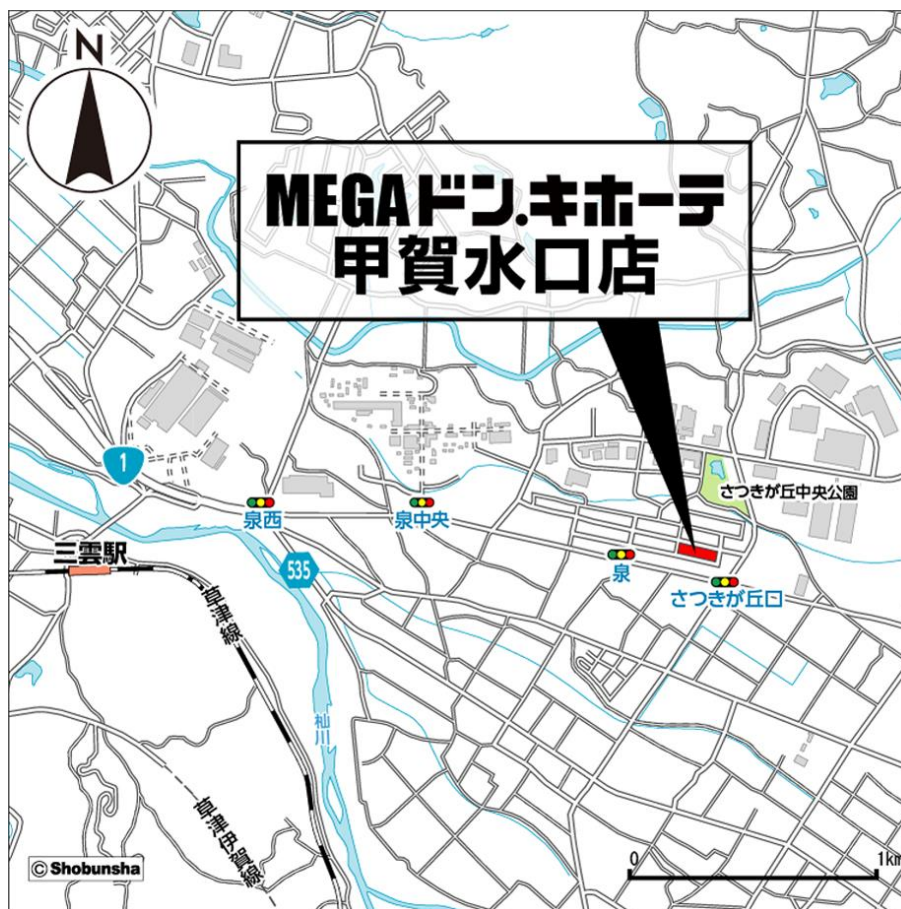 N
MEGAドン.キホーテ
甲賀水口店
1
さつきが丘中央公園
泉西
泉中央
三雲駅
535
泉
さつきが丘口
草津線
杣川
草津伊賀線
0
1km
© Shobunsha